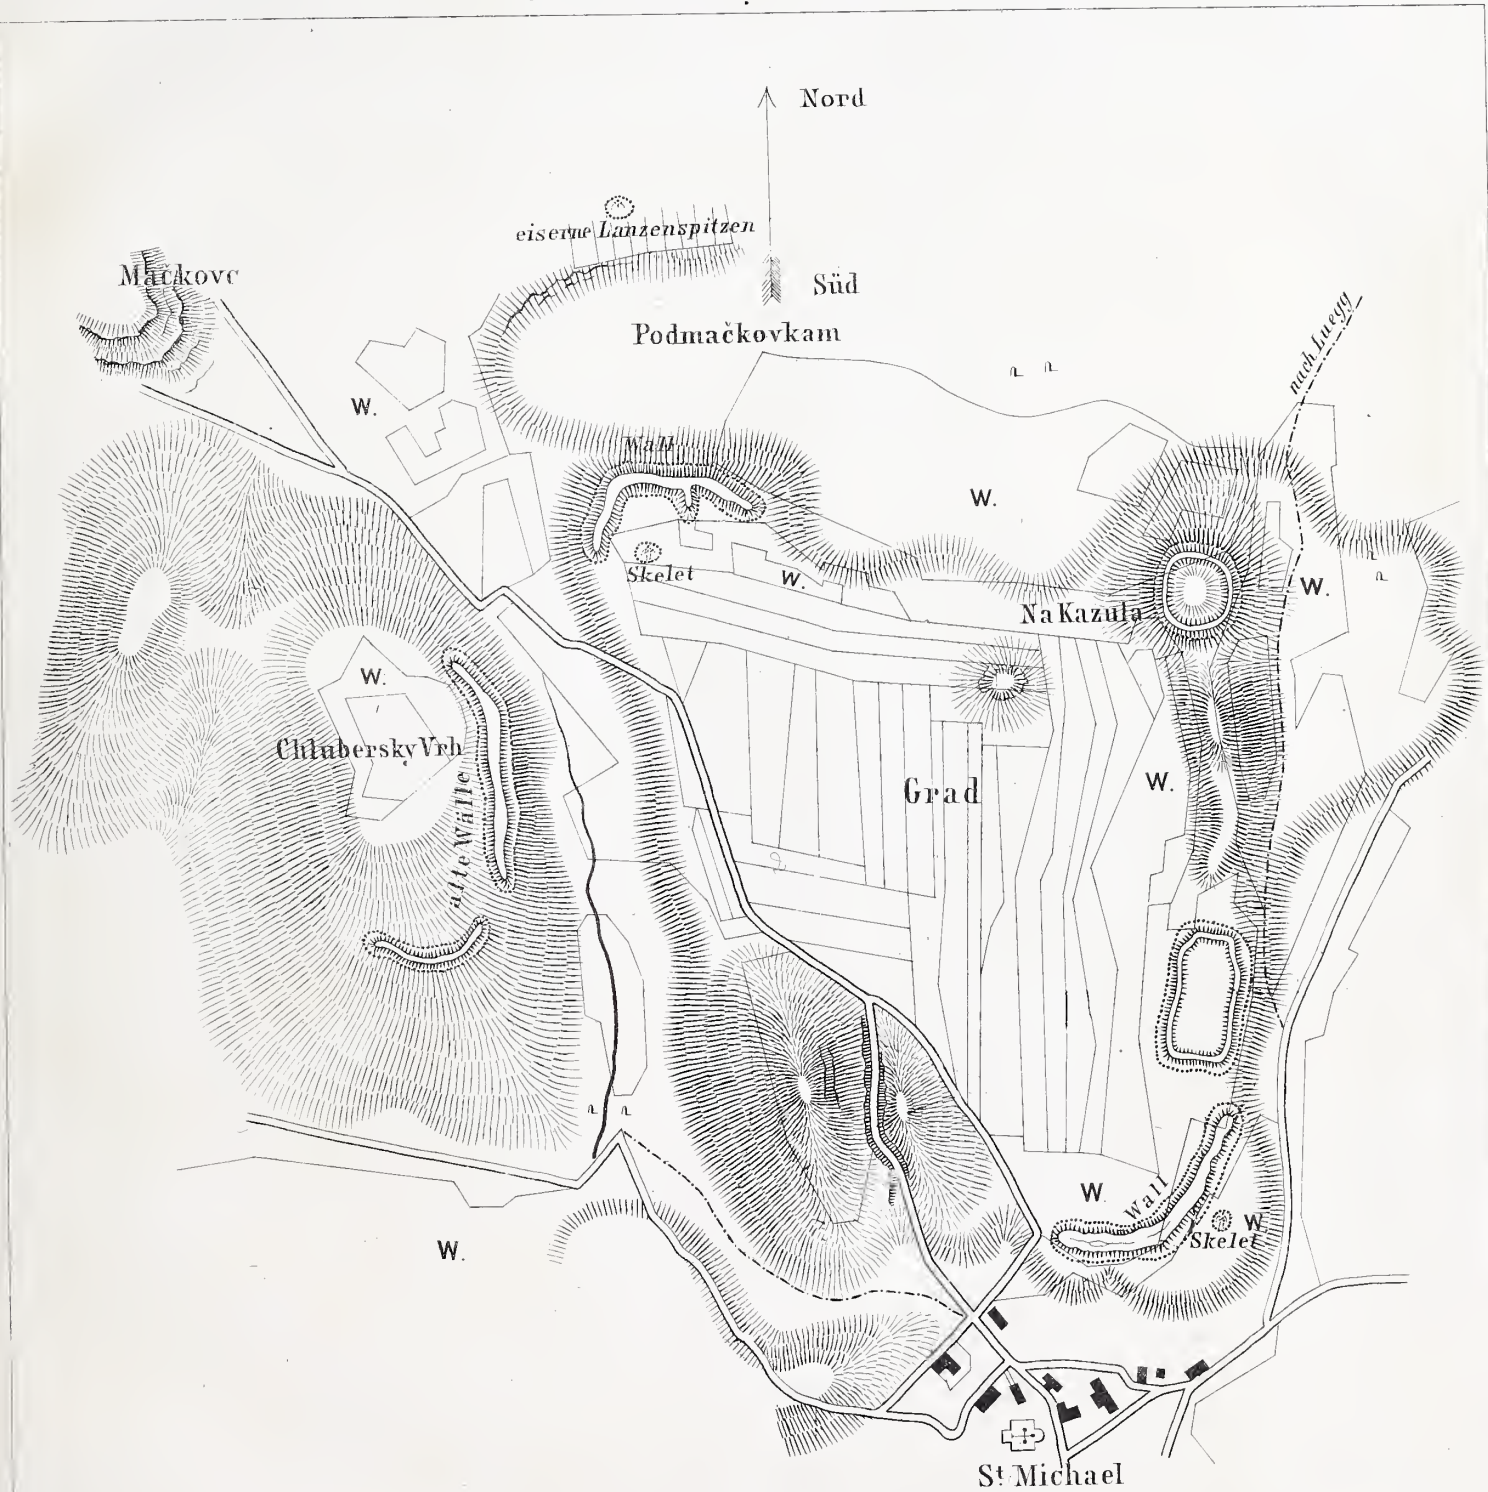 Nord
eiserne Lanzenspitzen
Mačkovc
Süd
Podmačkovkam
nach Luegg
W.
Wall
W.
Skelet
W.
W.
Na Kazula
W.
Chlubersky Vrh
alte Wälle
Grad
W.
W.
Wall
W.
Skelet
W.
St. Michael